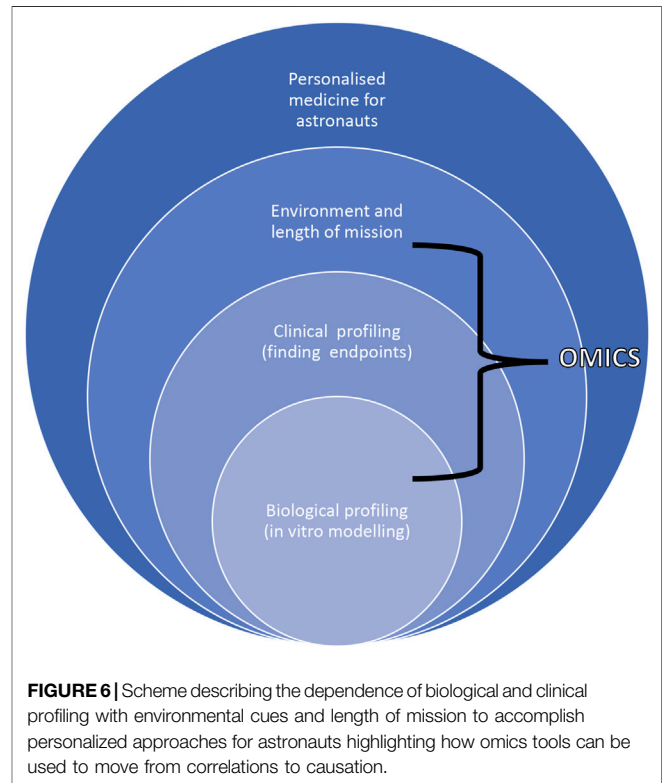 Personalised
medicine for
astronauts
Environment and
length of mission
Clinical profiling
(finding endpoints)
OMICS
Biological profiling
(in vitro modelling)
FIGURE 6 | Scheme describing the dependence of biological and clinical
profiling with environmental cues and length of mission to accomplish
personalized approaches for astronauts highlighting how omics tools can be
used to move from correlations to causation.